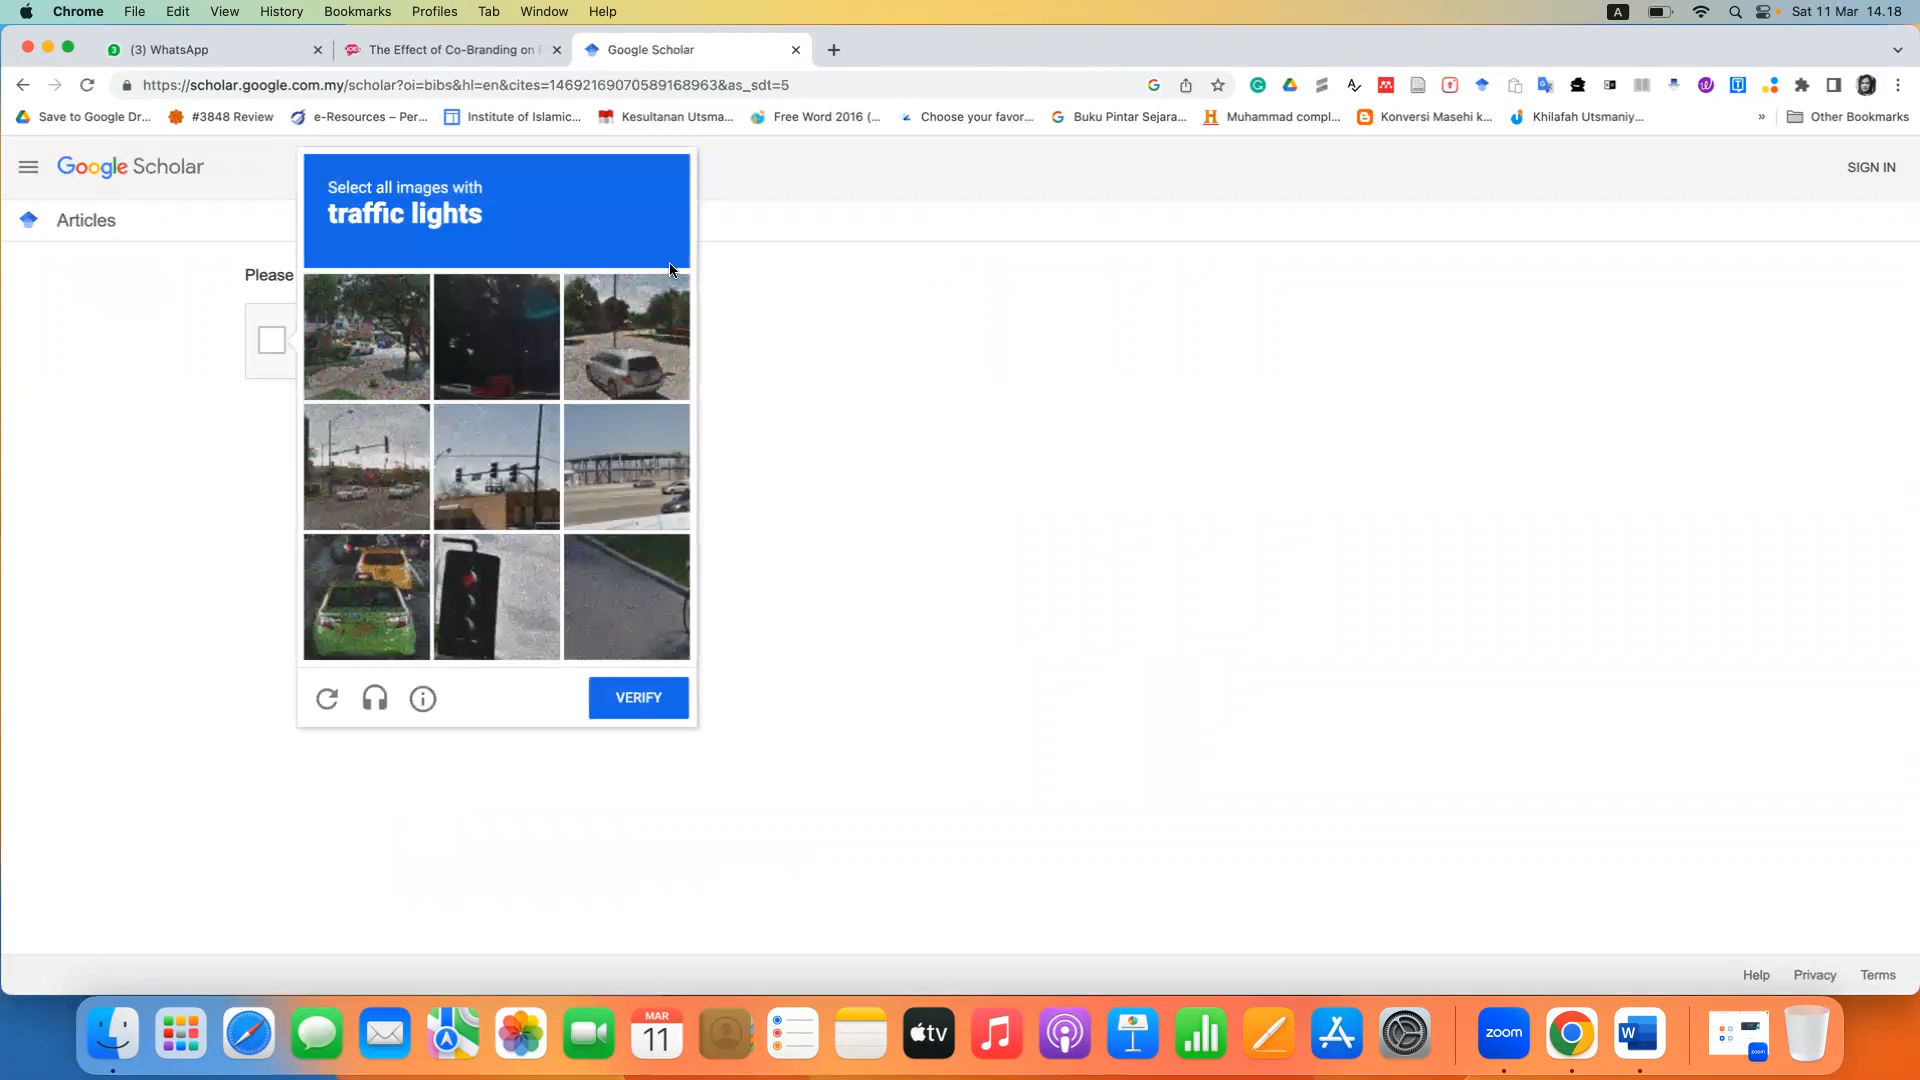 Chrome File Edit View History Bookmarks Profiles Tab Window Help A Sat 11 Mar 14.18
3 (3) WhatsApp The Effect of Co-Branding on Google Scholar
https://scholar.google.com.my/scholar?oi=bibs&hl=en&cites=14692169070589168963&as_sdt=5
Save to Google Dr... #3848 Review e-Resources – Per... Institute of Islamic... Kesultanan Utsma... Free Word 2016 (... Choose your favor... Buku Pintar Sejara... Muhammad compl... Konversi Masehi k... Khilafah Utsmaniy... » Other Bookmarks
Google Scholar SIGN IN
Articles
Select all images with
traffic lights
Please
VERIFY
Help Privacy Terms
MAR
11
tv
zoom
W
zoom